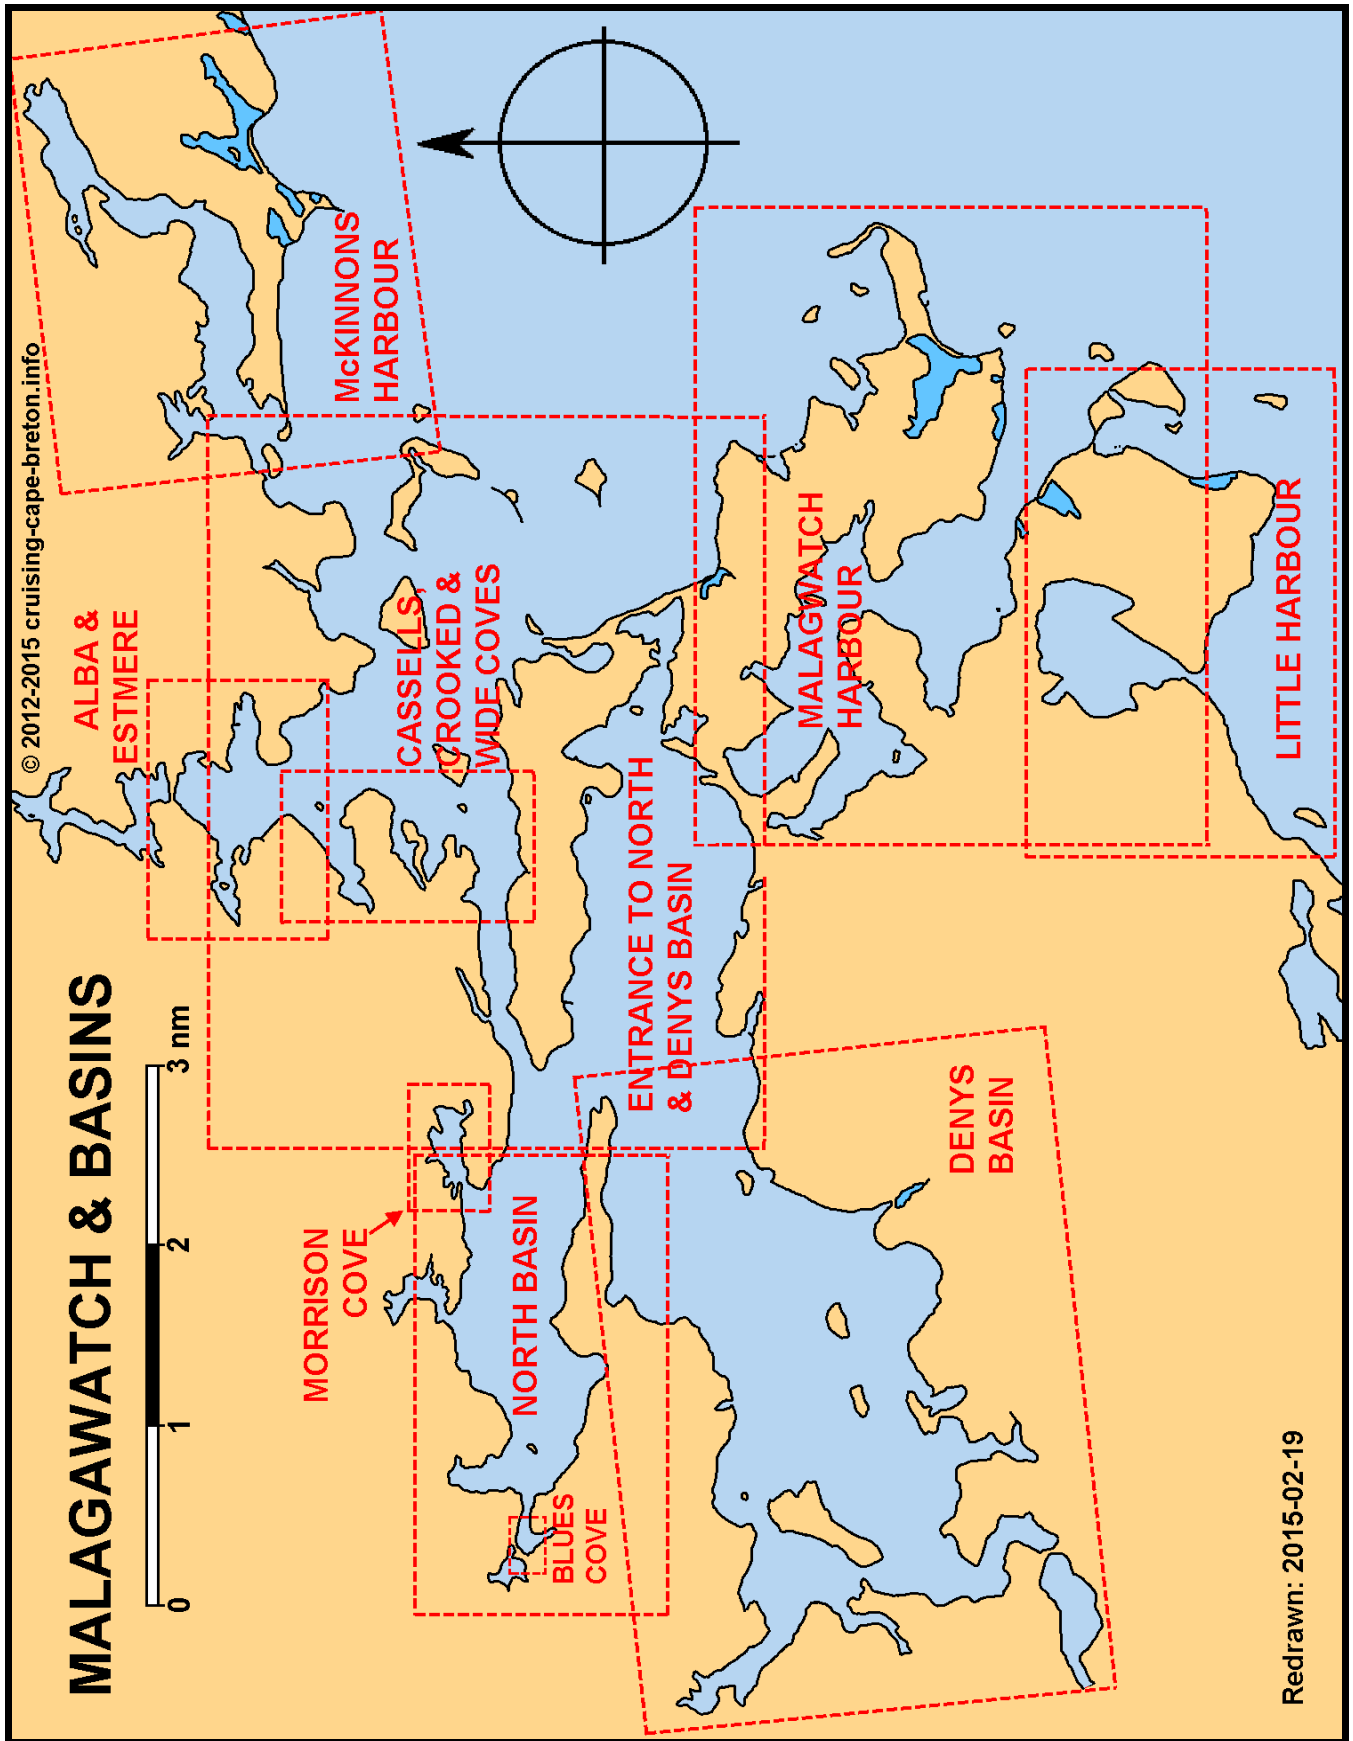 MALAGAWATCH & BASINS
0 1 2 3 nm
© 2012-2015 cruising-cape-breton.info
ALBA &
ESTMERE
McKINNONS
HARBOUR
CASSELLS,
CROOKED &
WIDE COVES
MORRISON
COVE
NORTH BASIN
BLUES
COVE
ENTRANCE TO NORTH
& DENYS BASIN
MALAGWATCH
HARBOUR
DENYS
BASIN
LITTLE HARBOUR
Redrawn: 2015-02-19